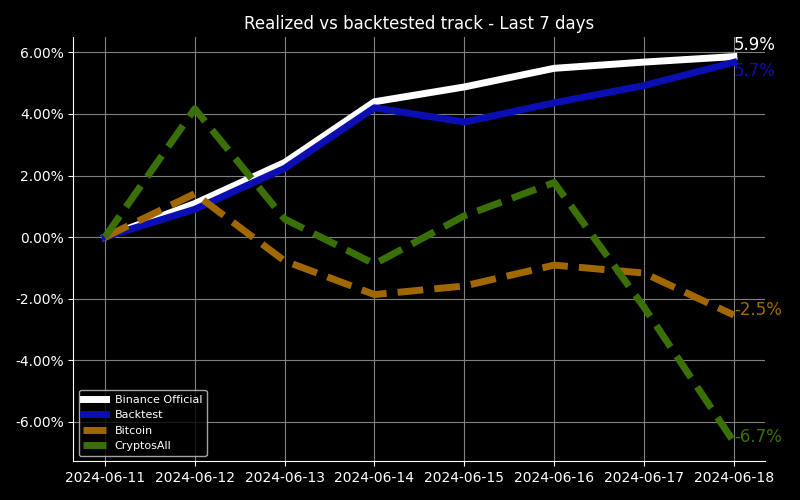 Realized vs backtested track - Last 7 days
6.00%
4.00%
2.00%
0.00%
-2.00%
-4.00%
-6.00%
5.9%
5.7%
-2.5%
-6.7%
Binance Official
Backtest
Bitcoin
CryptosAll
2024-06-11 2024-06-12 2024-06-13 2024-06-14 2024-06-15 2024-06-16 2024-06-17 2024-06-18